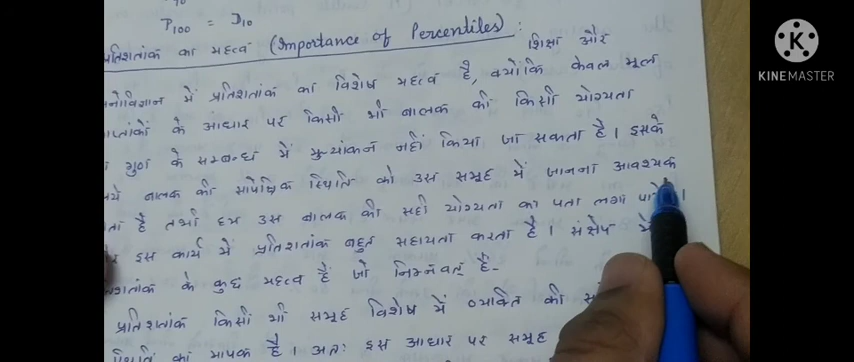 P100 = D10
प्रतिशतांक का महत्व (Importance of Percentiles) :
शिक्षा और
मनोविज्ञान में प्रतिशतांक का विशेष महत्व है, क्योंकि केवल मूल
प्राप्तांकों के आधार पर किसी भी बालक की किसी योग्यता
गुण के सम्बन्ध में मूल्यांकन नहीं किया जा सकता है। इसके
लिये बालक की सापेक्षिक स्थिति को उस समूह में जानना आवश्यक
है तभी हम उस बालक की सही योग्यता का पता लगा पाते।
इस कार्य में प्रतिशतांक बहुत सहायता करता है। संक्षेप में
के कुछ महत्व है जो निम्नवत् है-
प्रतिशतांक किसी भी समूह विशेष में व्यक्ति की
स्थिति का मापक है। अतः इस आधार पर समूह
K
KINEMASTER